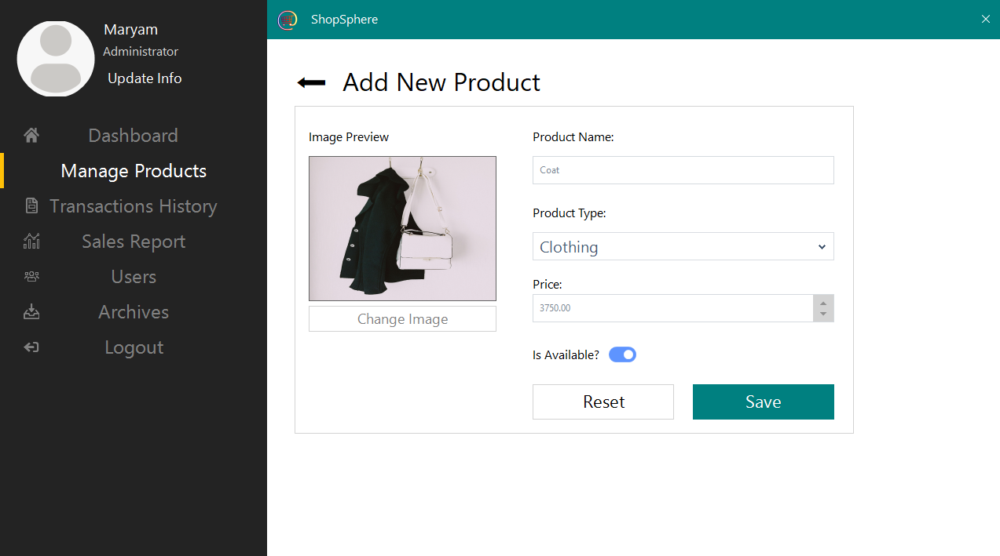 Maryam
Administrator
Update Info
Dashboard
Manage Products
Transactions History
Sales Report
Users
Archives
Logout
ShopSphere
Add New Product
Image Preview
Change Image
Product Name:
Coat
Product Type:
Clothing
Price:
3750.00
Is Available?
Reset
Save